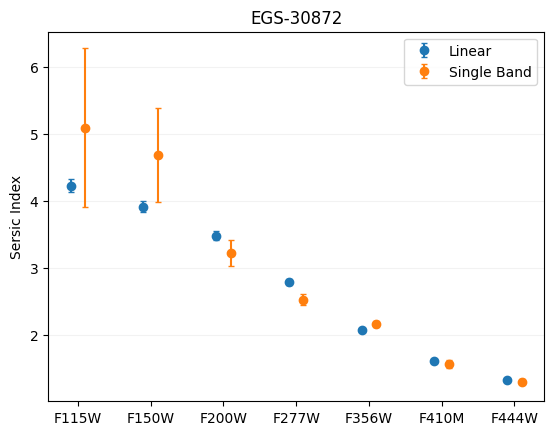 EGS-30872
Linear
Single Band
Sersic Index
6
5
4
3
2
F115W F150W F200W F277W F356W F410M F444W